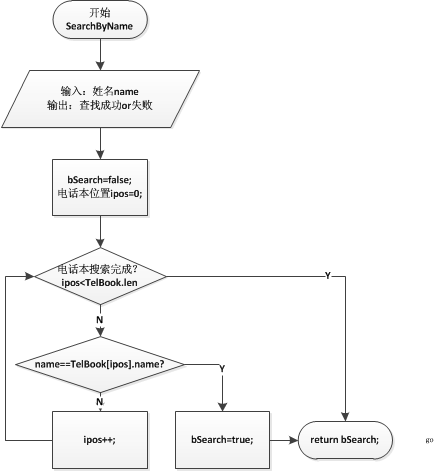 开始
SearchByName
输入：姓名name
输出：查找成功or失败
bSearch=false;
电话本位置ipos=0;
电话本搜索完成？
ipos<TelBook.len
Y
N
name==TelBook[ipos].name?
Y
N
ipos++;
bSearch=true;
return bSearch;
go